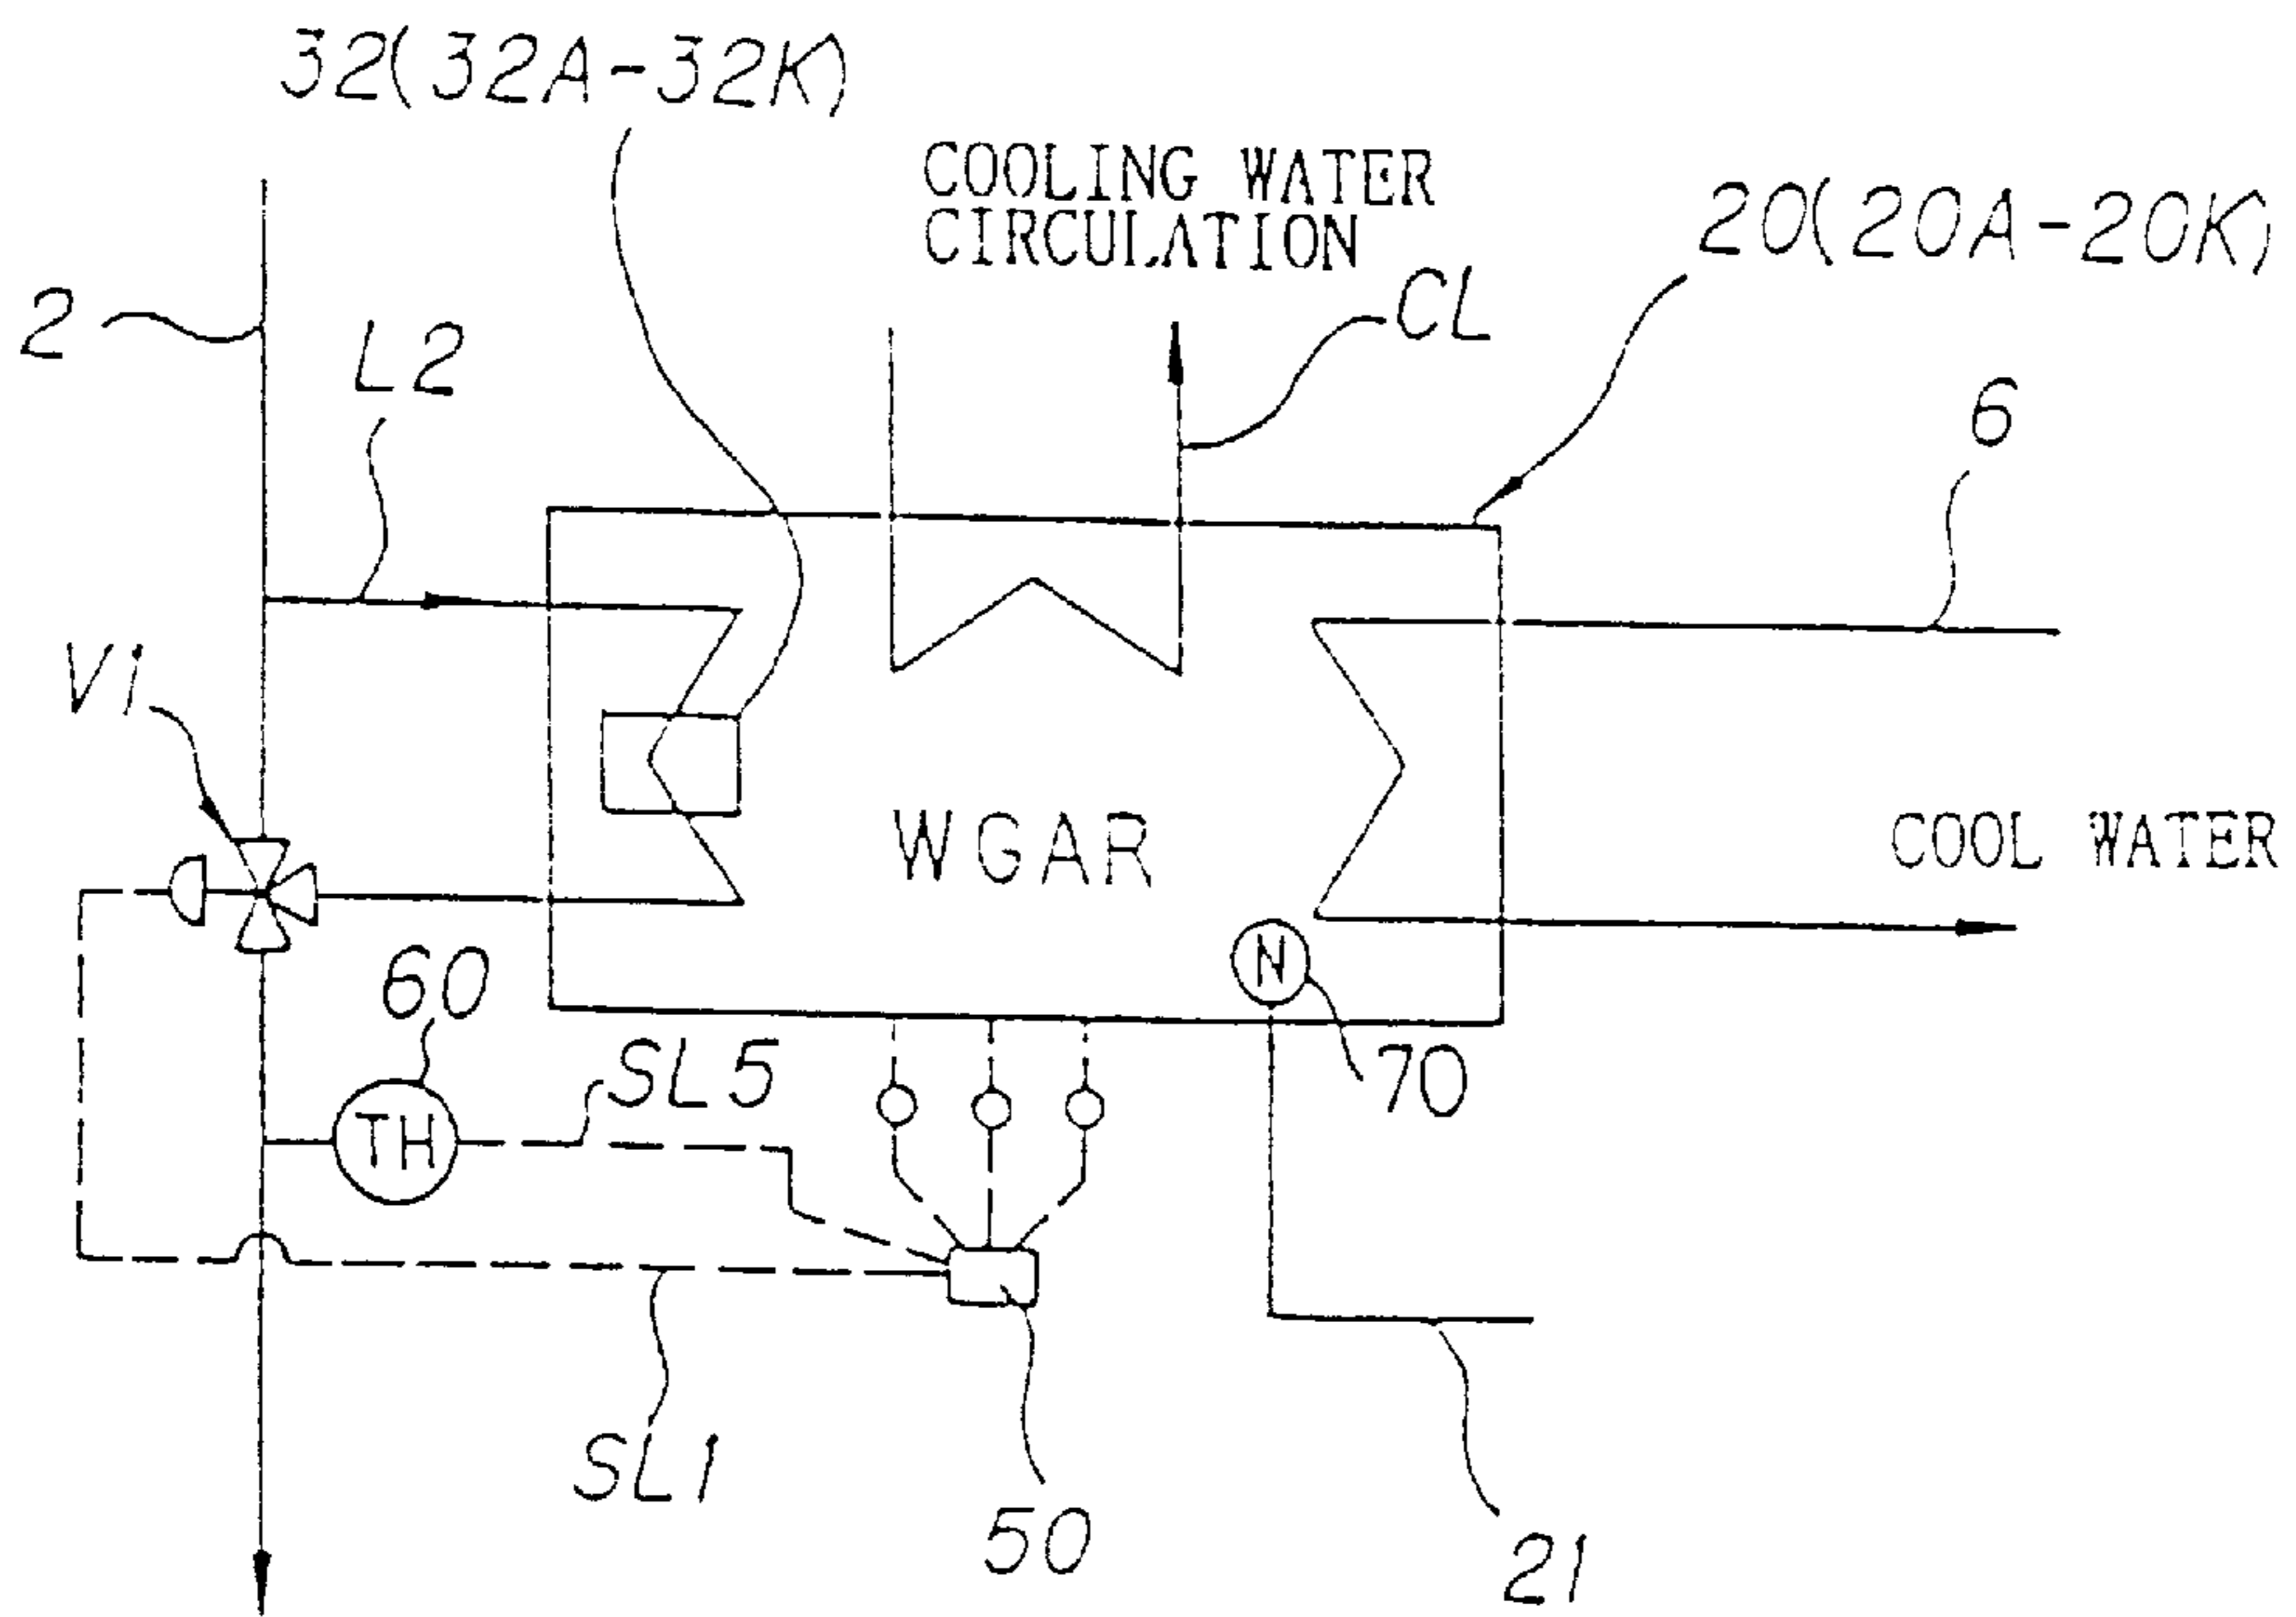 32(32A-32K)
COOLING WATER
CIRCULATION
20(20A-20K)
CL
2
L2
6
V1
WGAR
COOL WATER
N
60
SL5
70
TH
SL1
50
21